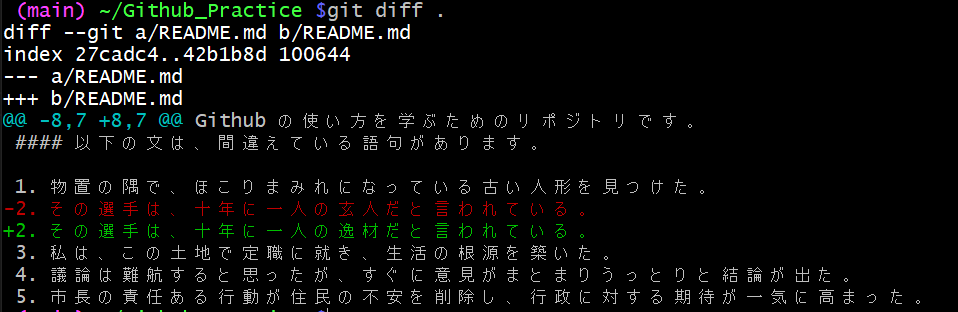 (main) ~/Github_Practice $git diff .
diff --git a/README.md b/README.md
index 27cadc4..42b1b8d 100644
--- a/README.md
+++ b/README.md
@@ -8,7 +8,7 @@ Github の使い方を学ぶためのリポジトリです。
#### 以下の文は、間違えている語句があります。
1. 物置の隅で、ほこりまみれになっている古い人形を見つけた。
-2. その選手は、十年に一人の玄人だと言われている。
+2. その選手は、十年に一人の逸材だと言われている。
3. 私は、この土地で定職に就き、生活の根源を築いた。
4. 議論は難航すると思ったが、すぐに意見がまとまりうっとりと結論が出た。
5. 市長の責任ある行動が住民の不安を削除し、行政に対する期待が一気に高まった。